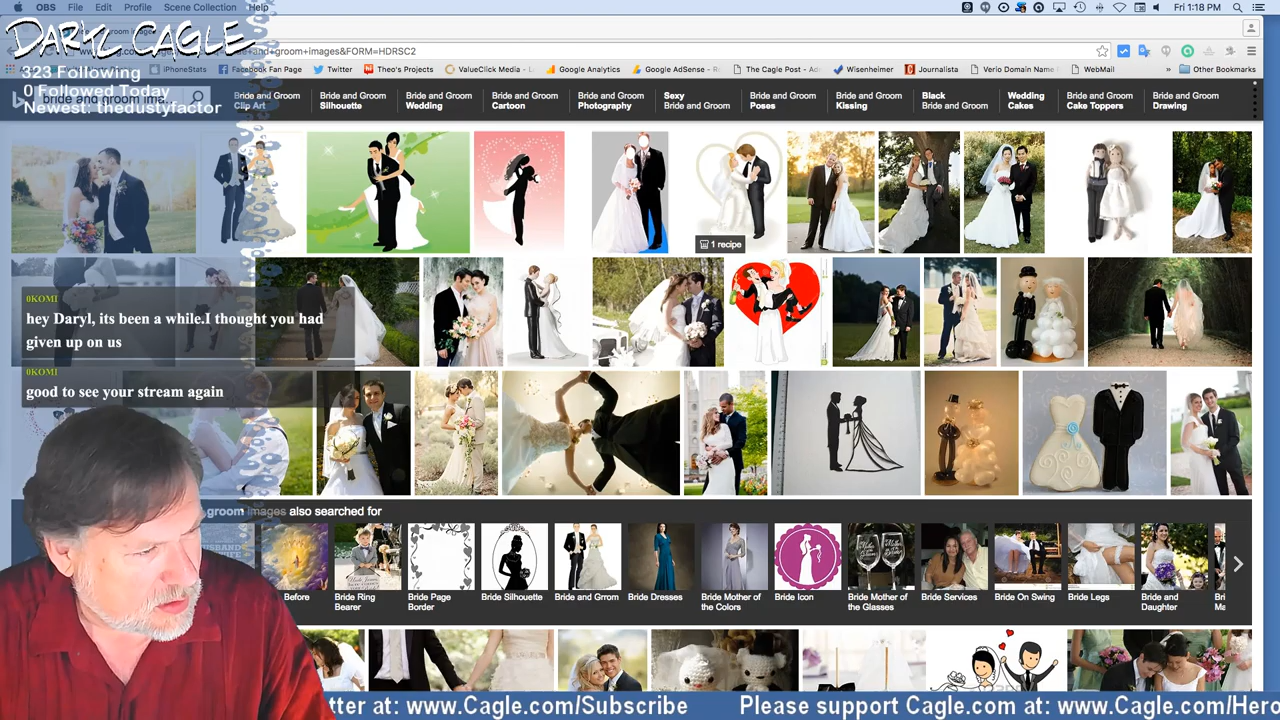 OBS File Edit Profile Scene Collection Help
Fri 1:18 PM
DARYL CAGLE
and+groom+images&FORM=HDRSC2
323 Following
0 Followed Today
Newest: thedustyfactor
iPhoneStats Facebook Fan Page Twitter Theo's Projects ValueClick Media - L Google Analytics Google AdSense - Ro The Cagle Post - Adr Wisenheimer Journalista Verio Domain Name WebMail » Other Bookmarks
bride and groom ima
Bride and Groom
Clip Art
Bride and Groom
Silhouette
Bride and Groom
Wedding
Bride and Groom
Cartoon
Bride and Groom
Photography
Sexy
Bride and Groom
Bride and Groom
Poses
Bride and Groom
Kissing
Black
Bride and Groom
Wedding
Cakes
Bride and Groom
Cake Toppers
Bride and Groom
Drawing
1 recipe
0KOMI
hey Daryl, its been a while.I thought you had
given up on us
0KOMI
good to see your stream again
groom images also searched for
Before
Bride Ring
Bearer
Bride Page
Border
Bride Silhouette
Bride and Grrom
Bride Dresses
Bride Mother of
the Colors
Bride Icon
Bride Mother of
the Glasses
Bride Services
Bride On Swing
Bride Legs
Bride and
Daughter
Bri
Ma
tter at: www.Cagle.com/Subscribe Please support Cagle.com at: www.Cagle.com/Hero